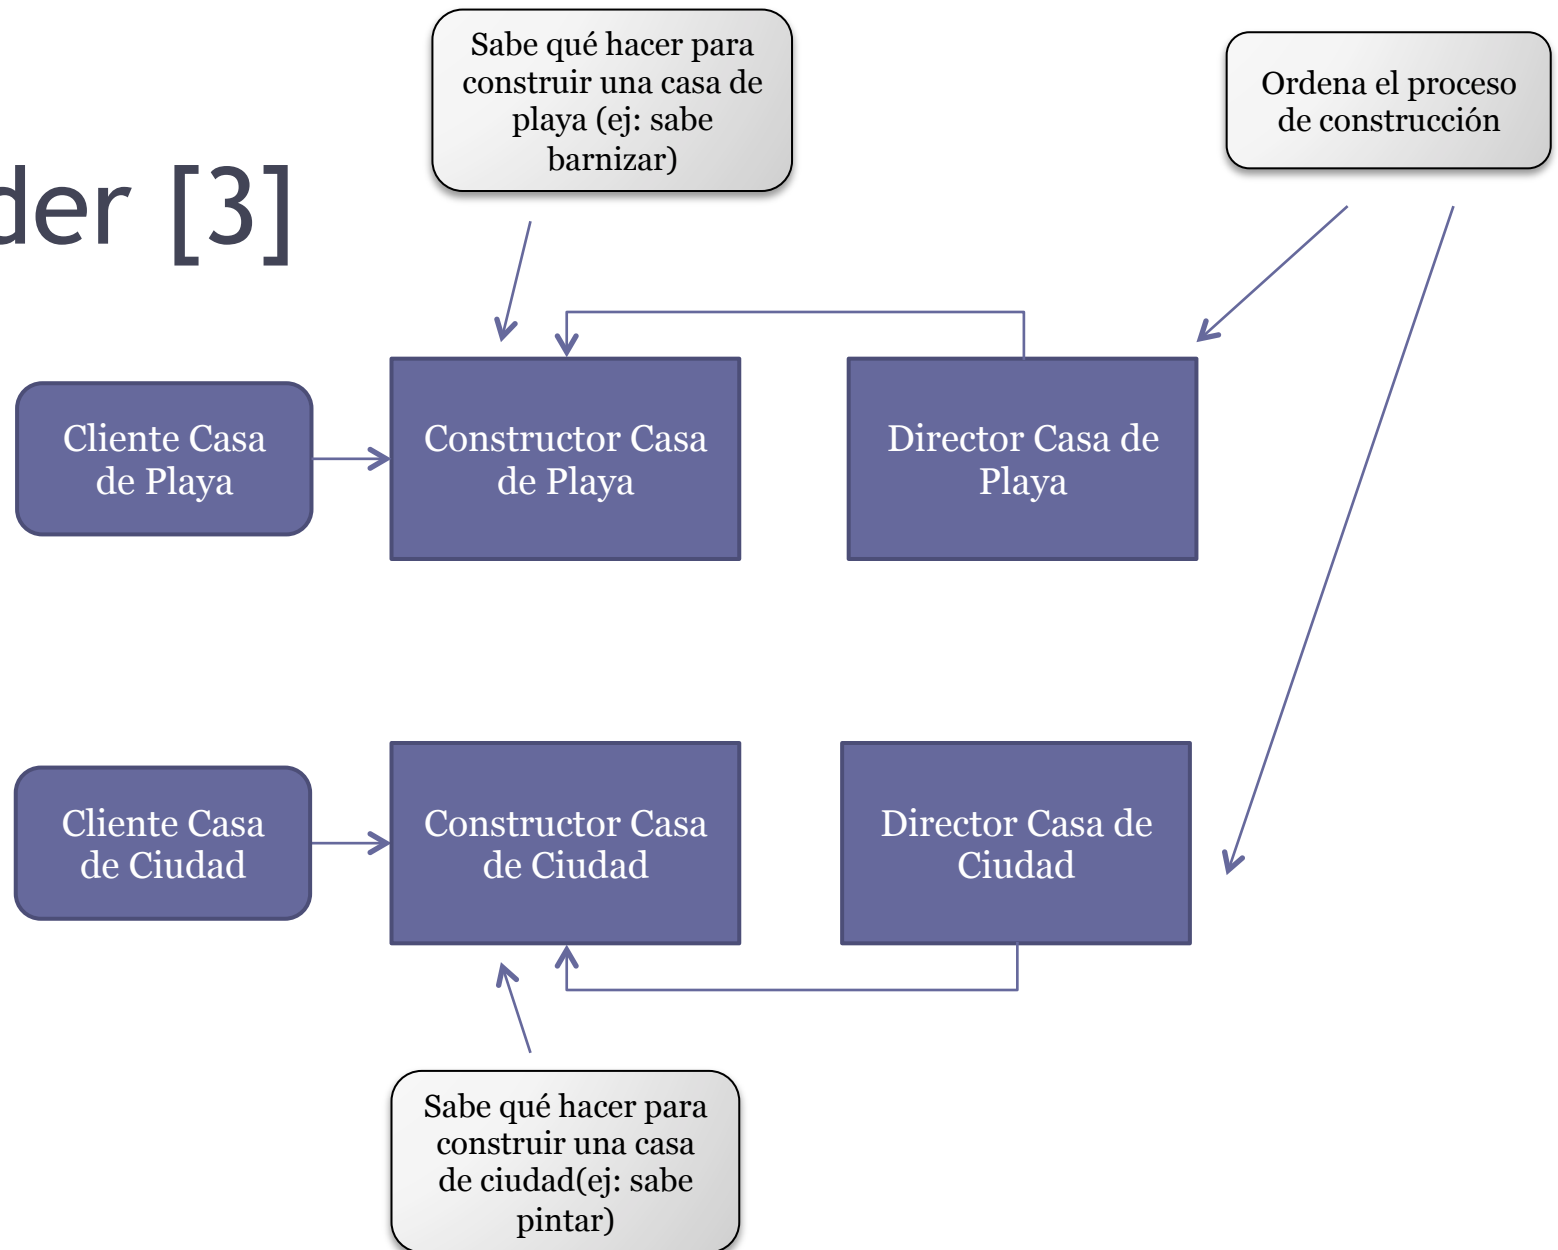 Sabe qué hacer para
construir una casa de
playa (ej: sabe
barnizar)
Ordena el proceso
de construcción
der [3]
Cliente Casa
de Playa
Constructor Casa
de Playa
Director Casa de
Playa
Cliente Casa
de Ciudad
Constructor Casa
de Ciudad
Director Casa de
Ciudad
Sabe qué hacer para
construir una casa
de ciudad(ej: sabe
pintar)